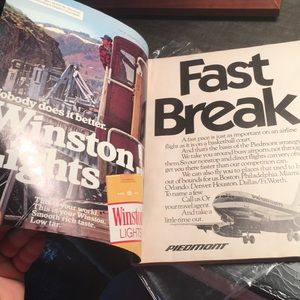 Nobody does it better.
Winston
Lights
This is your world.
This is your Winston.
Smooth rich taste.
Low tar.
Winston
LIGHTS
Fast
Break
A fast pace is just as important on an airline
flight as it is on a basketball court.
And that's the basis of the Piedmont strategy.
We take you around busy airports, not through
them. So our nonstop and direct flights can very often
get you there faster than our competitors can.
We can also fly you to places that used to be
out of bounds for us. Boston. Philadelphia. Miami.
Orlando. Denver. Houston. Dallas/Ft. Worth.
To name a few.
Call us. Or
your travel agent.
And take a
little time out.
PIEDMONT